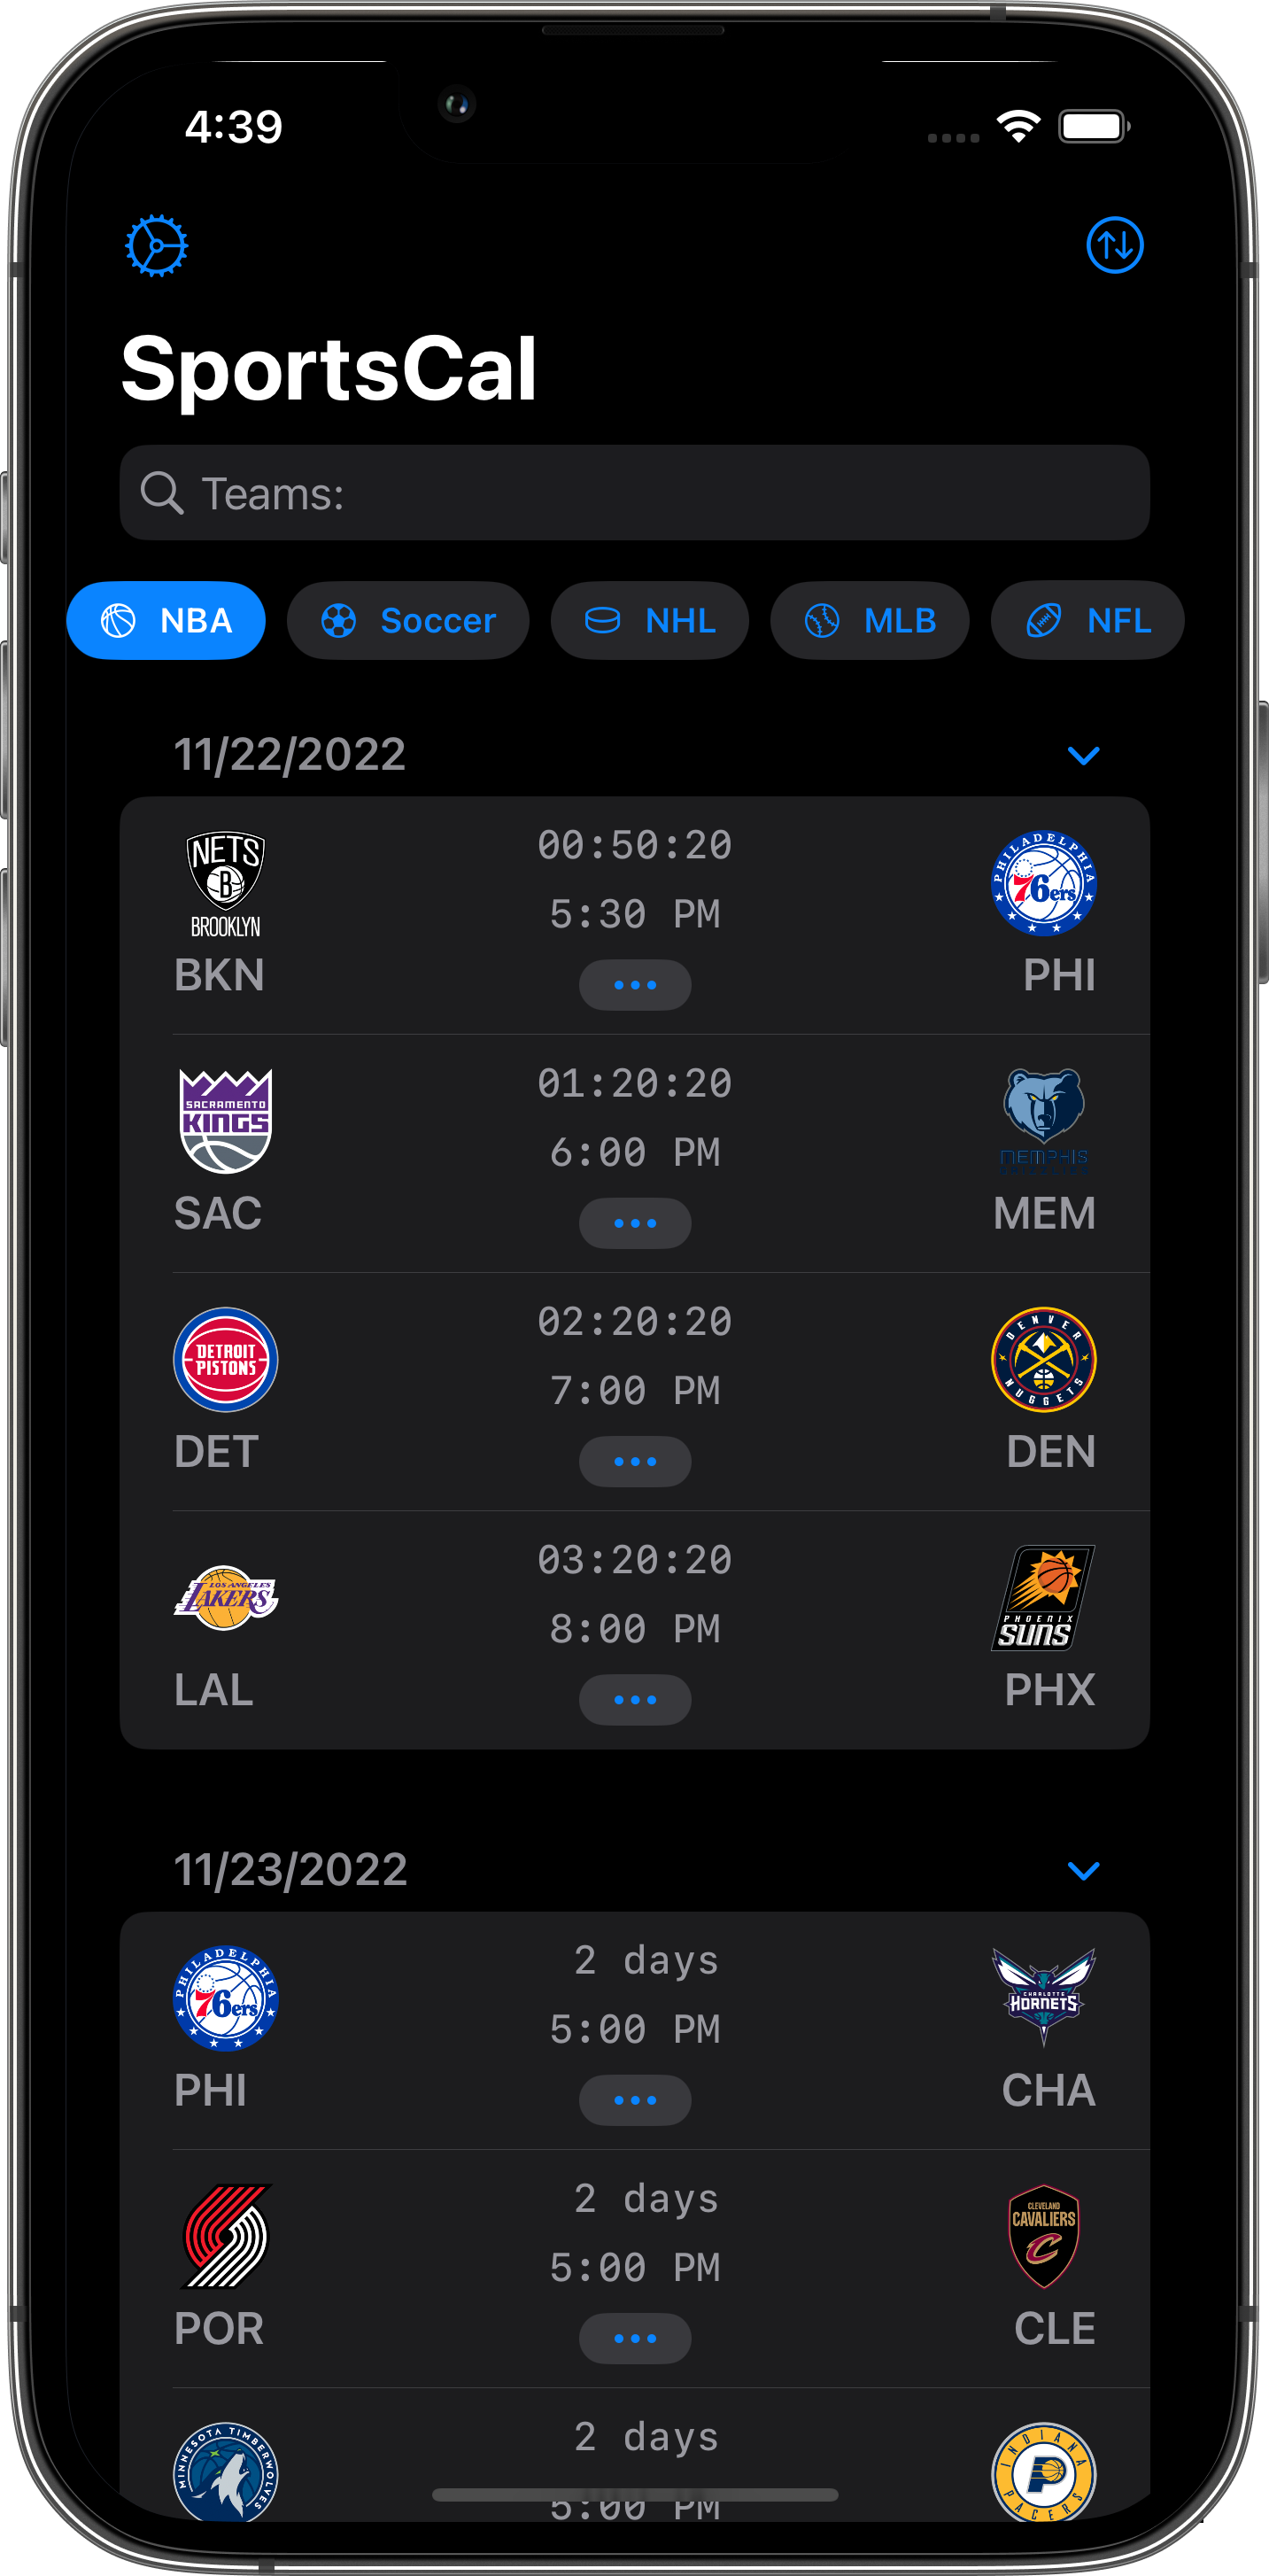 4:39
SportsCal
Teams:
NBA Soccer NHL MLB NFL
11/22/2022
NETS
B
BROOKLYN
00:50:20
5:30 PM
PHILADELPHIA
76ers
BKN PHI
SACRAMENTO
KINGS
01:20:20
6:00 PM
MEMPHIS
SAC MEM
DETROIT
PISTONS
02:20:20
7:00 PM
DENVER
NUGGETS
DET DEN
LOS ANGELES
LAKERS
03:20:20
8:00 PM
PHOENIX
SUNS
LAL PHX
11/23/2022
PHILADELPHIA
76ers
2 days
5:00 PM
CHARLOTTE
HORNETS
PHI CHA
2 days
5:00 PM
CLEVELAND
CAVALIERS
C
POR CLE
MINNESOTA TIMBERWOLVES
2 days
5:00 PM
INDIANA
P
PACERS